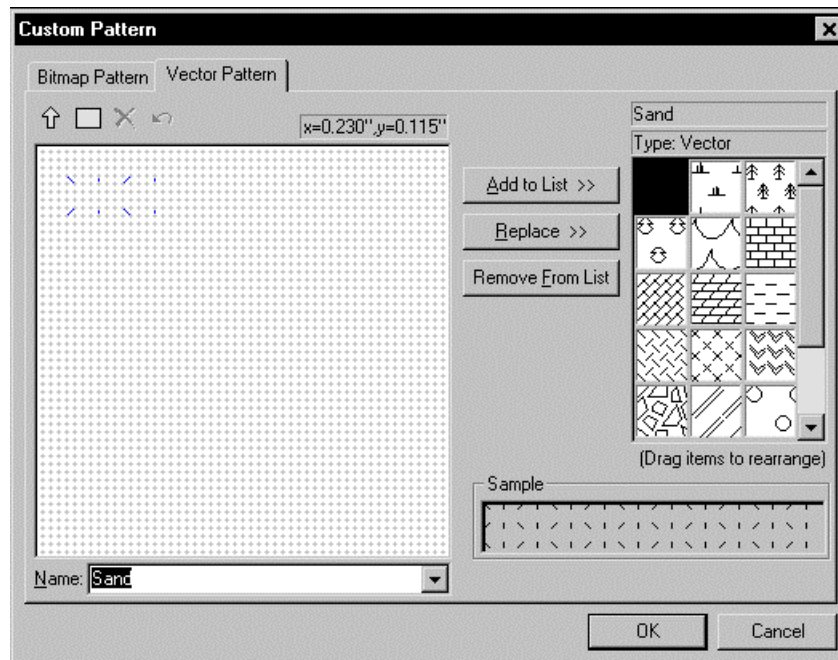 Custom Pattern
Bitmap Pattern
Vector Pattern
x=0.230",y=0.115"
Sand
Type: Vector
Add to List >>
Replace >>
Remove From List
(Drag items to rearrange)
Sample
Name: Sand
OK
Cancel